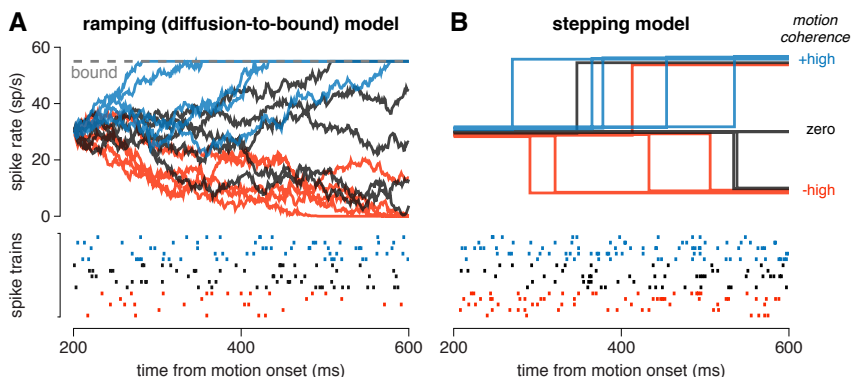 A ramping (diffusion-to-bound) model
60
bound
40
20
0
spike rate (sp/s)
spike trains
200
400
600
time from motion onset (ms)
B stepping model
motion
coherence
+high
zero
-high
200
400
600
time from motion onset (ms)